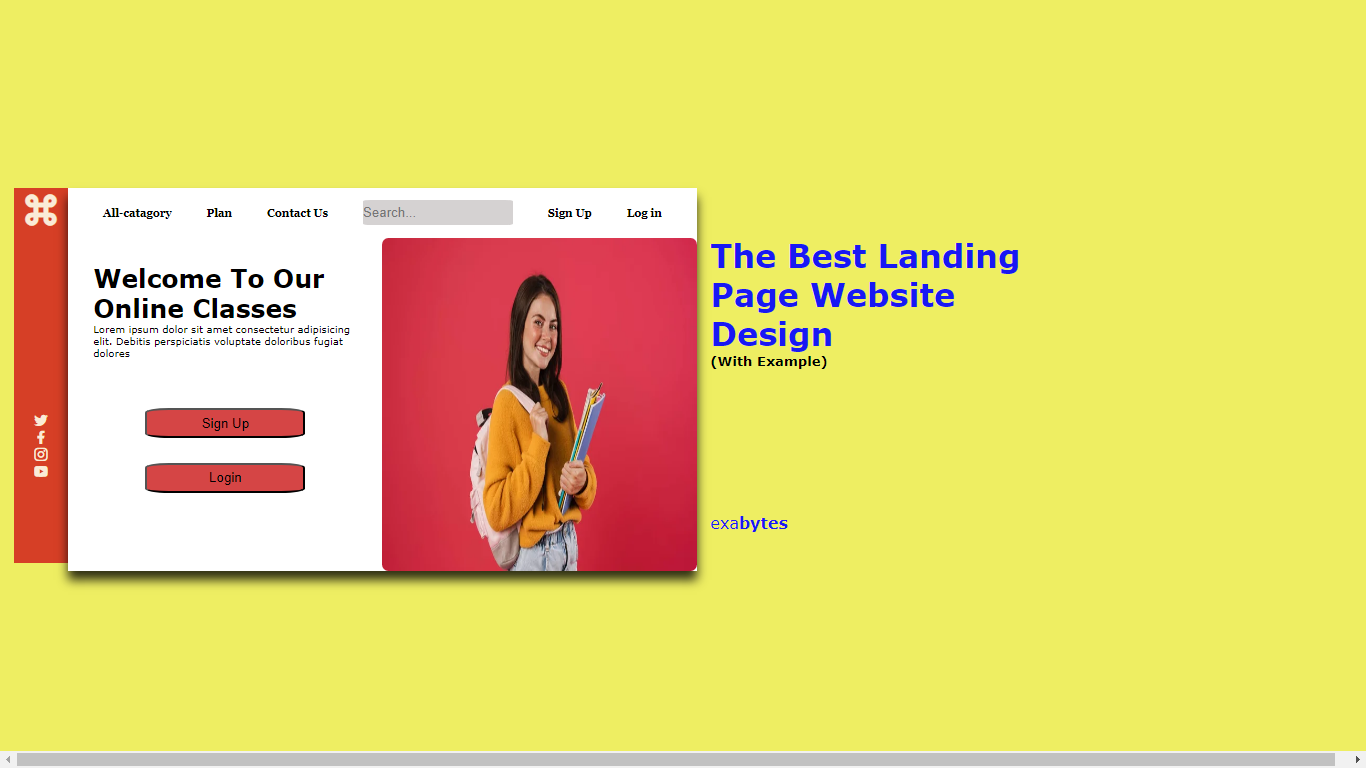 All-catagory Plan Contact Us Search... Sign Up Log in
Welcome To Our
Online Classes
Lorem ipsum dolor sit amet consectetur adipisicing
elit. Debitis perspiciatis voluptate doloribus fugiat
dolores
Sign Up
Login
The Best Landing
Page Website
Design
(With Example)
exabytes